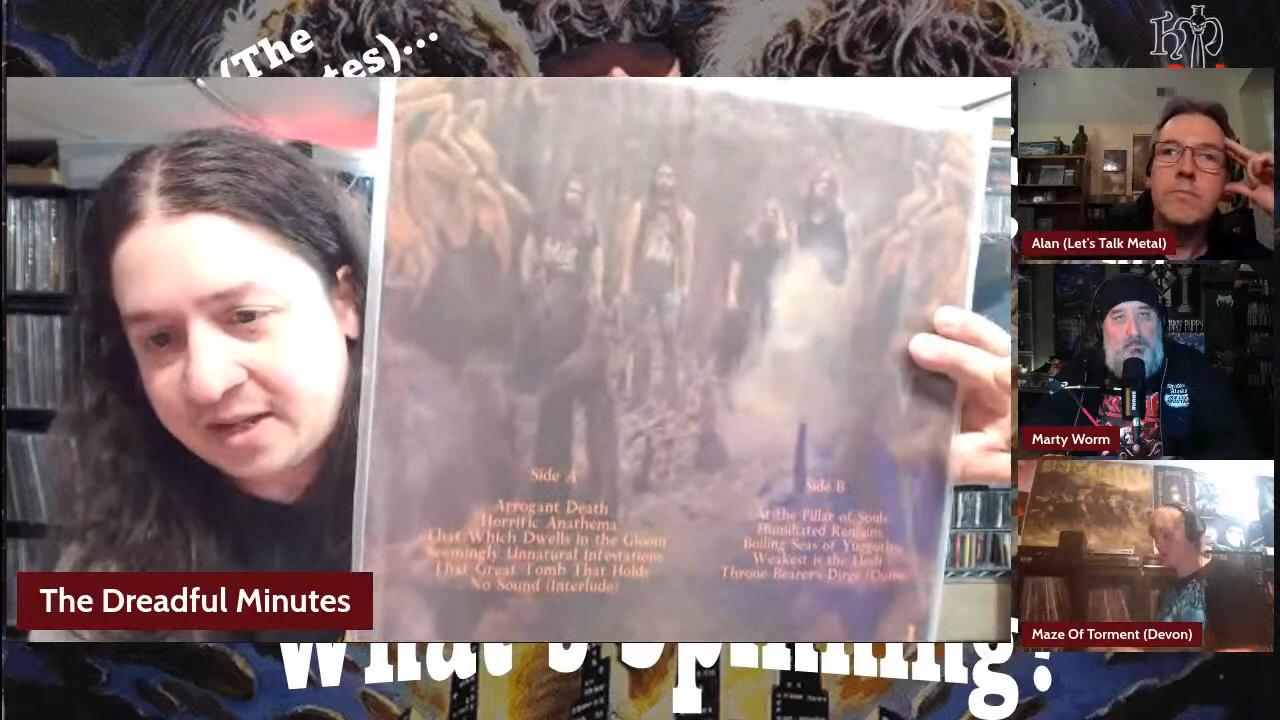 (The
tes)...
Side A
Arrogant Death
Horrific Anathema
That Which Dwells in the Gloom
Seemingly Unnatural Infestations
That Great Tomb That Holds
No Sound (Interlude)
Side B
At the Pillar of Souls
Humiliated Remains
Boiling Seas of Yuggoth
Weakest is the Flesh
Throne Bearer's Dirge (Outro
The Dreadful Minutes
Alan (Let's Talk Metal)
Marty Worm
Maze Of Torment (Devon)
What's Spinning?